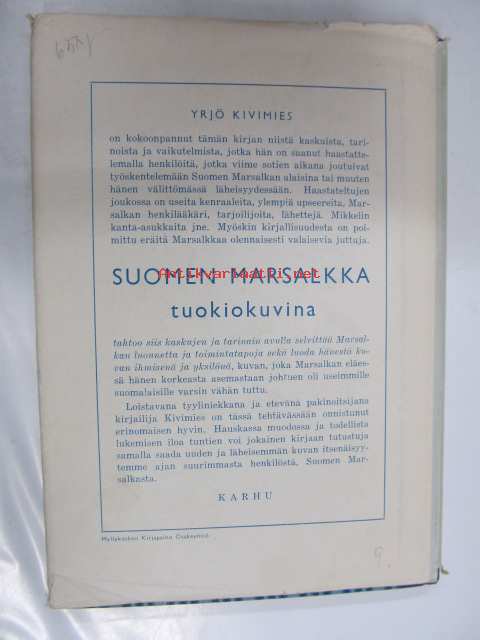 YRJÖ KIVIMIES
on kokoonpannut tämän kirjan niistä kaskuista, tari-
noista ja vaikutelmista, jotka hän on saanut haastatte-
lemalla henkilöitä, jotka viime sotien aikana joutuivat
työskentelemään Suomen Marsalkan alaisina tai muuten
hänen välittömässä läheisyydessään. Haastateltujen
joukossa on useita kenraaleita, ylempiä upseereita, Mar-
salkan henkilääkäri, tarjoilijoita, lähettejä. Mikkelin
kanta-asukkaita jne. Myöskin kirjallisuudesta on poi-
mittu eräitä Marsalkkaa olennaisesti valaisevia juttuja.
SUOMEN MARSALKKA
antikvariaatti.net
tuokiokuvina
tahtoo siis kaskujen ja tarinain avulla selvittää Marsal-
kan luonnetta ja toimintatapoja sekä luoda hänestä ku-
van ihmisenä ja yksilönä, kuvan, joka Marsalkan eläes-
sä hänen korkeasta asemastaan johtuen oli useimmille
suomalaisille varsin vähän tuttu.
Loistavana tyyliniekkana ja etevänä pakinoitsijana
kirjailija Kivimies on tässä tehtävässään onnistunut
erinomaisen hyvin. Hauskassa muodossa ja todellista
lukemisen iloa tuntien voi jokainen kirjaan tutustuja
samalla saada uuden ja läheisemmän kuvan itsenäisyy-
temme ajan suurimmasta henkilöstä, Suomen Mar-
salkasta.
KARHU
Myllykosken Kirjapaino Osakeyhtiö.
9.